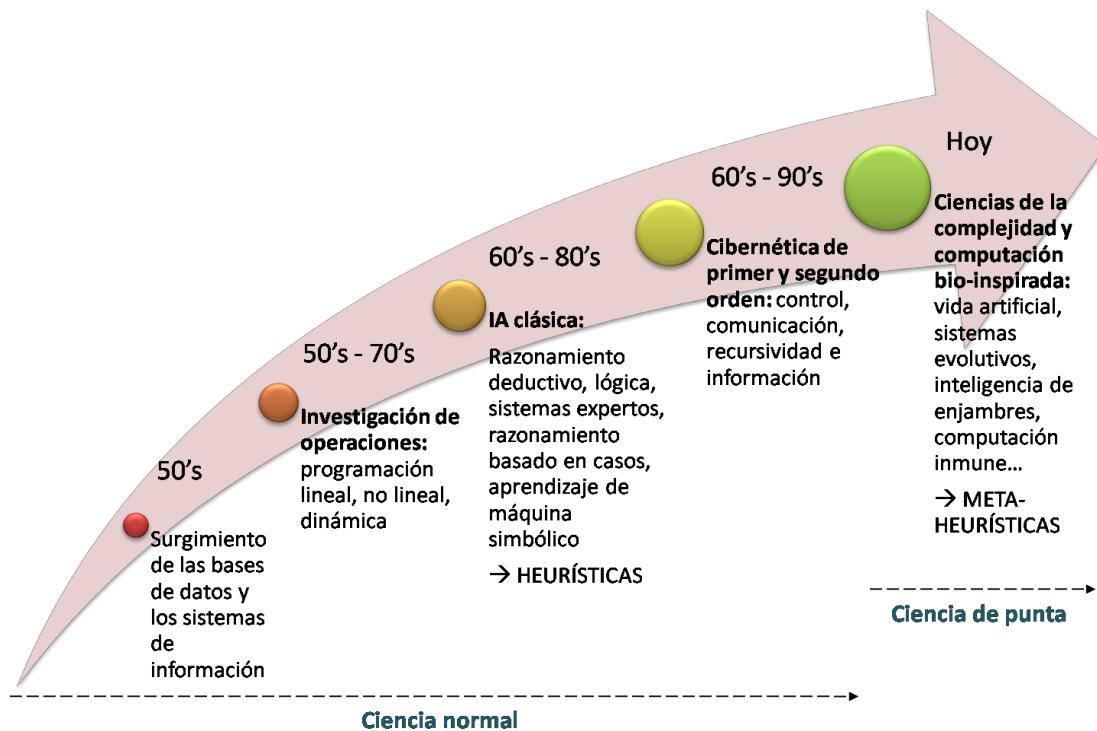 50's
Surgimiento
de las bases
de datos y
los sistemas
de
información
50's - 70's
Investigación de
operaciones:
programación
lineal, no lineal,
dinámica
60's - 80's
IA clásica:
Razonamiento
deductivo, lógica,
sistemas expertos,
razonamiento
basado en casos,
aprendizaje de
máquina
simbólico
→ HEURÍSTICAS
60's - 90's
Cibernética de
primer y segundo
orden: control,
comunicación,
recursividad e
información
Hoy
Ciencias de la
complejidad y
computación
bio-inspirada:
vida artificial,
sistemas
evolutivos,
inteligencia de
enjambres,
computación
inmune...
→ META-
HEURÍSTICAS
Ciencia de punta
Ciencia normal